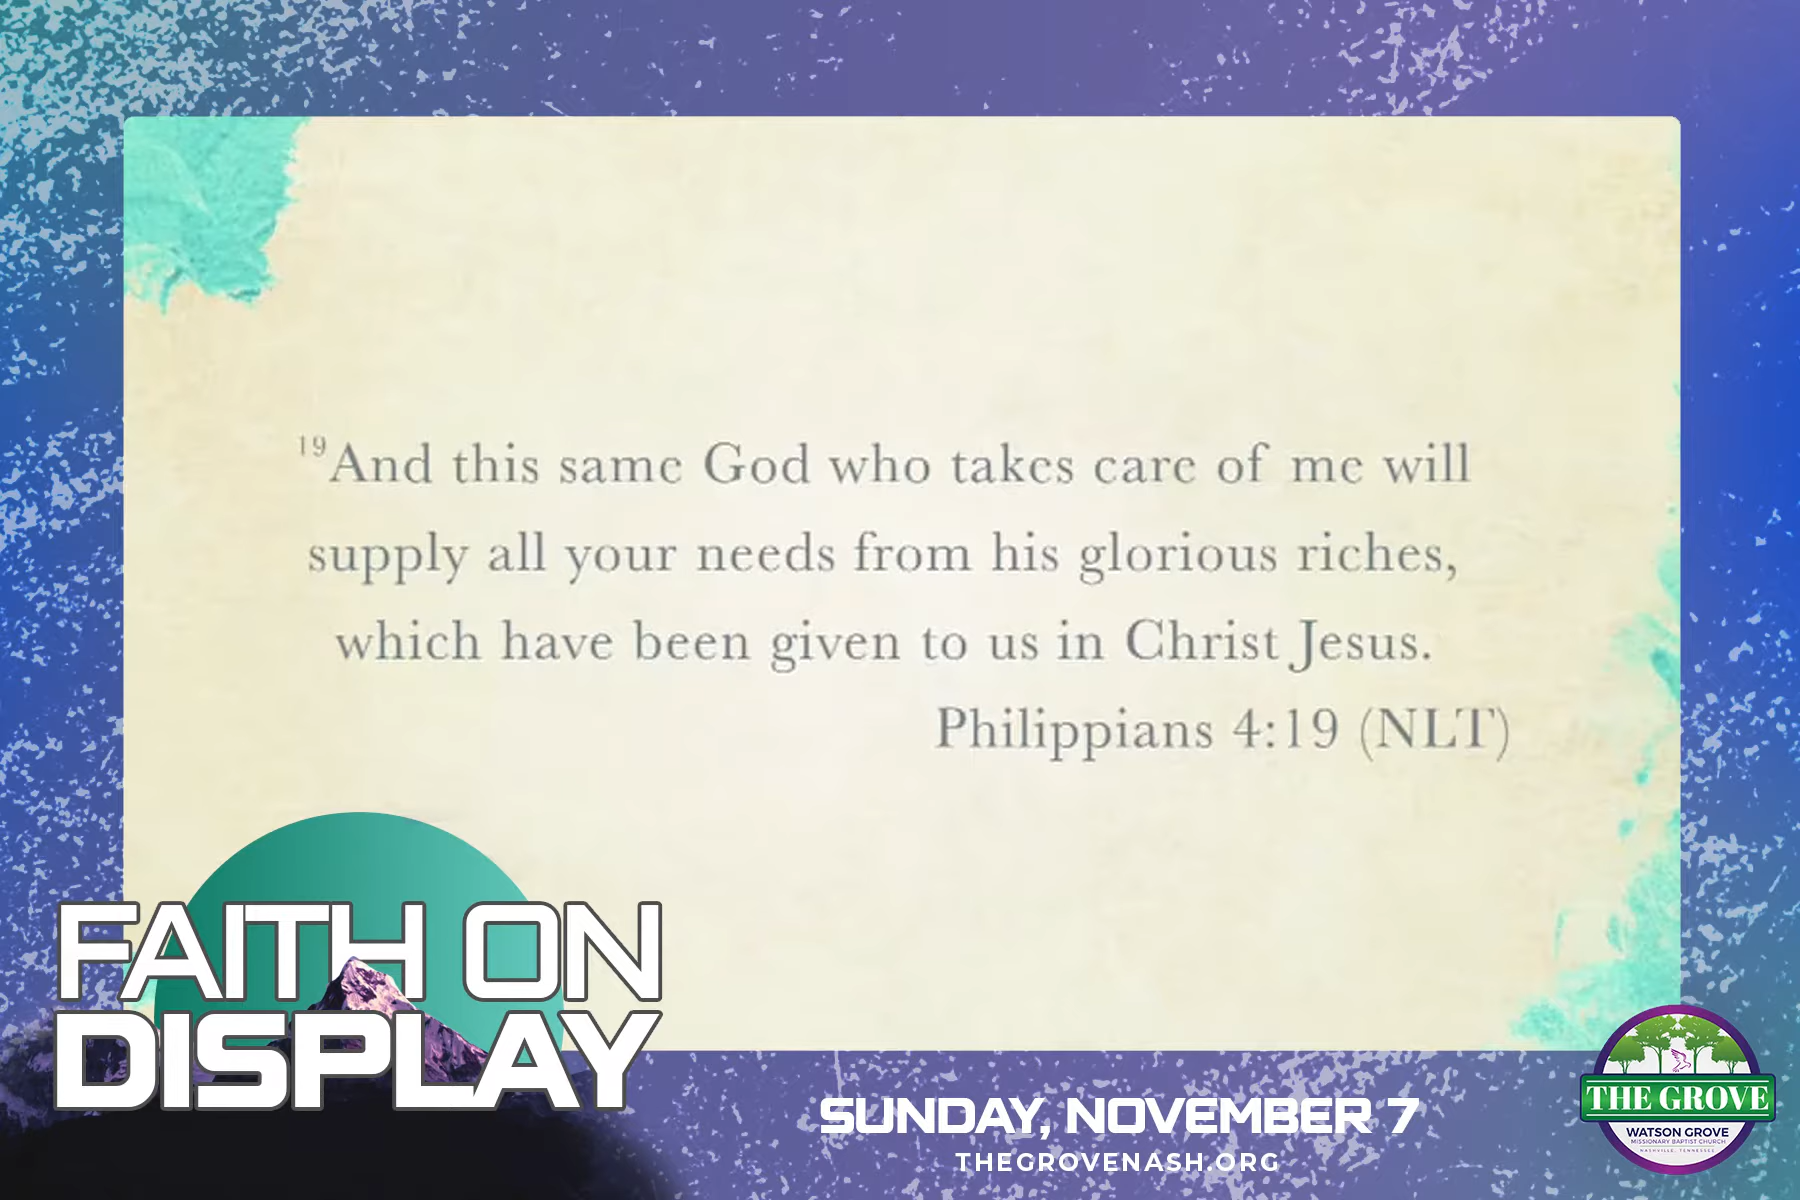 19And this same God who takes care of me will
supply all your needs from his glorious riches,
which have been given to us in Christ Jesus.
Philippians 4:19 (NLT)
FAITH ON
DISPLAY
SUNDAY, NOVEMBER 7
THEGROVENASH.ORG
THE GROVE
WATSON GROVE
MISSIONARY BAPTIST CHURCH
NASHVILLE, TENNESSEE